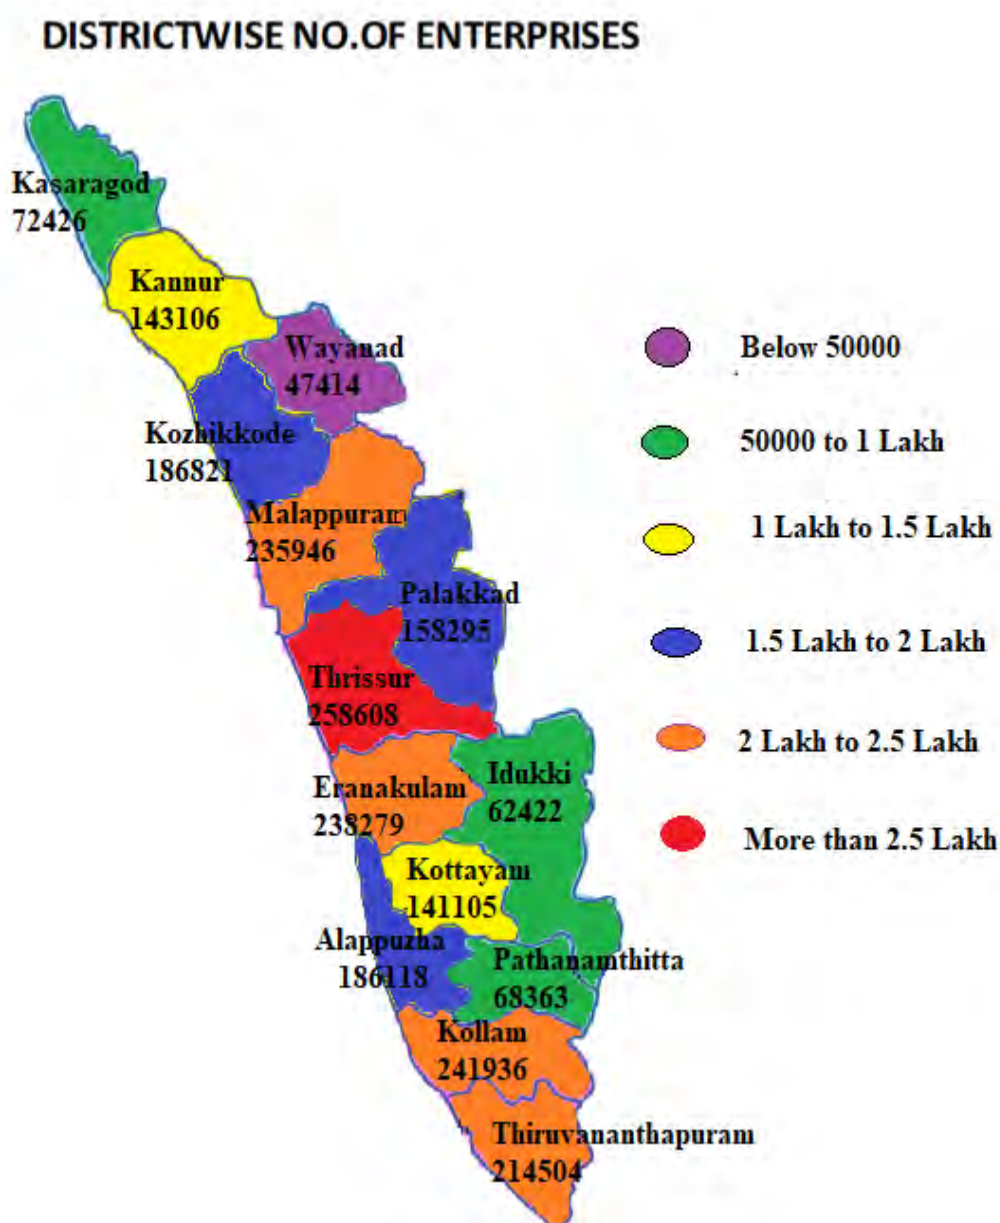 DISTRICTWISE NO.OF ENTERPRISES
Kasaragod
72426
Kannur
143106
Wayanad
47414
Below 50000
Kozhikkode
186821
50000 to 1 Lakh
Malappuram
235946
1 Lakh to 1.5 Lakh
Palakkad
158295
1.5 Lakh to 2 Lakh
Thrissur
258608
2 Lakh to 2.5 Lakh
Eranakulam
238279
Idukki
62422
More than 2.5 Lakh
Kottayam
141105
Alappuzha
186118
Pathanamthitta
68363
Kollam
241936
Thiruvananthapuram
214504